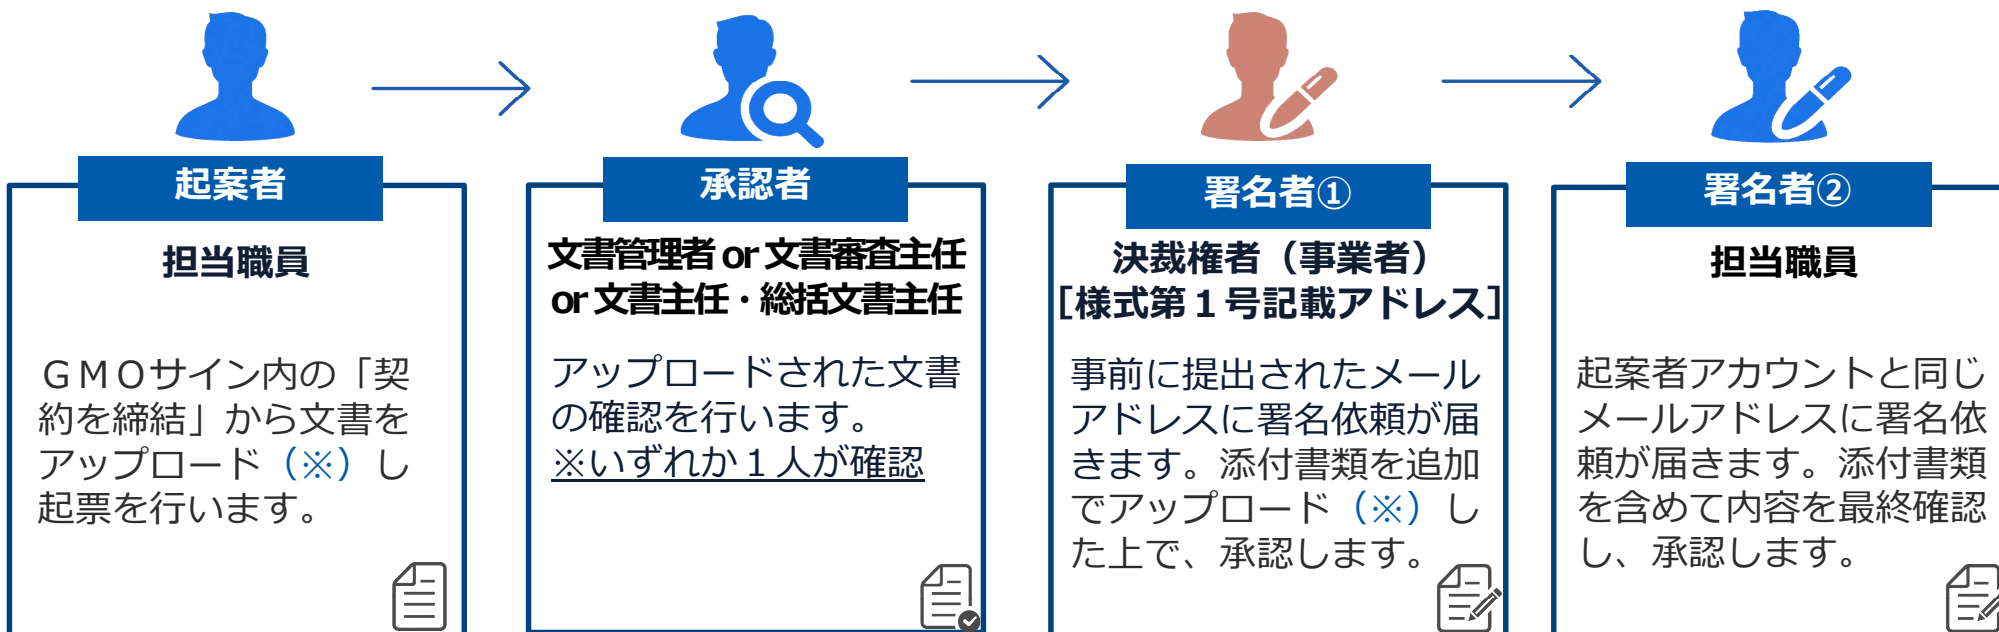 起案者
担当職員
ＧＭＯサイン内の「契
約を締結」から文書を
アップロード（※）し
起票を行います。
承認者
文書管理者 or 文書審査主任
or 文書主任・総括文書主任
アップロードされた文書
の確認を行います。
※いずれか１人が確認
署名者①
決裁権者（事業者）
［様式第１号記載アドレス］
事前に提出されたメール
アドレスに署名依頼が届
きます。添付書類を追加
でアップロード（※）し
た上で、承認します。
署名者②
担当職員
起案者アカウントと同じ
メールアドレスに署名依
頼が届きます。添付書類
を含めて内容を最終確認
し、承認します。